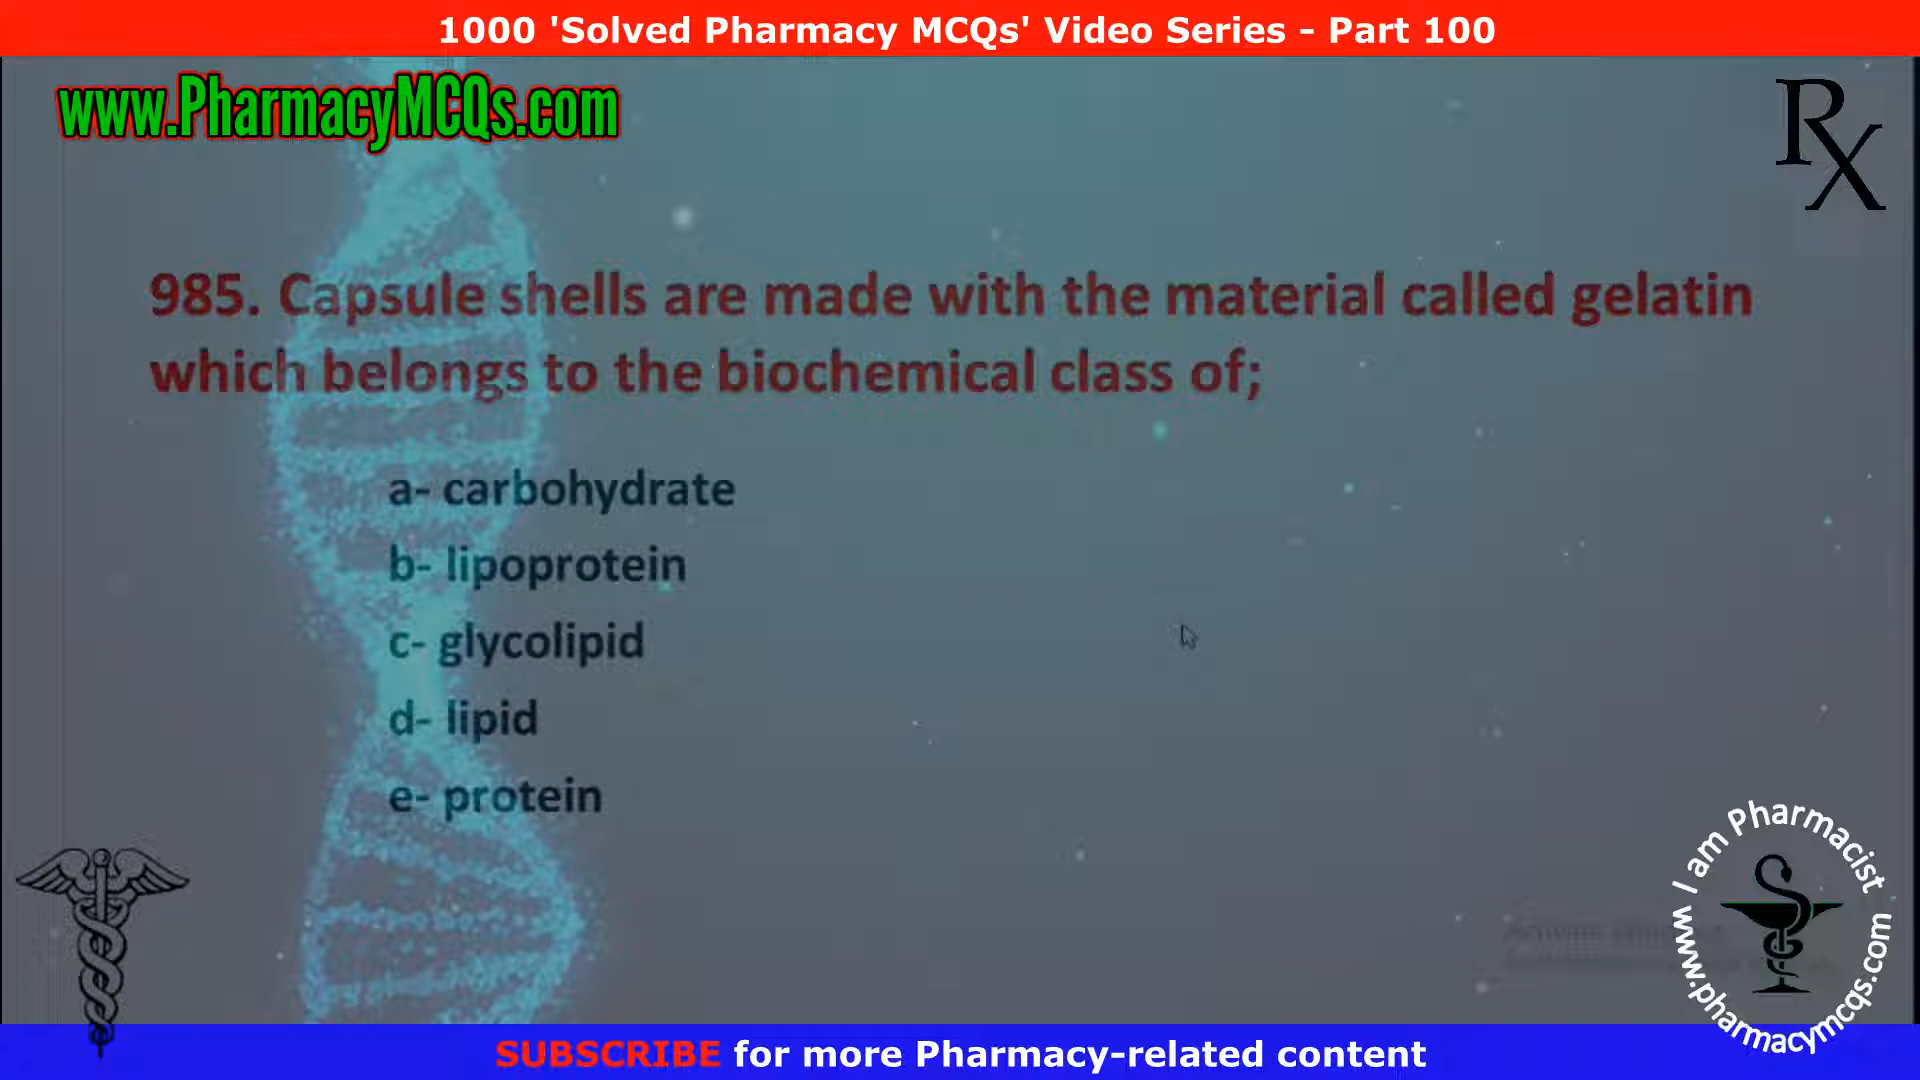 1000 'Solved Pharmacy MCQs' Video Series - Part 100
www.PharmacyMCQs.com
RX
985. Capsule shells are made with the material called gelatin
which belongs to the biochemical class of;
a- carbohydrate
b- lipoprotein
c- glycolipid
d- lipid
e- protein
I am Pharmacist
www.pharmacymcqs.com
SUBSCRIBE for more Pharmacy-related content